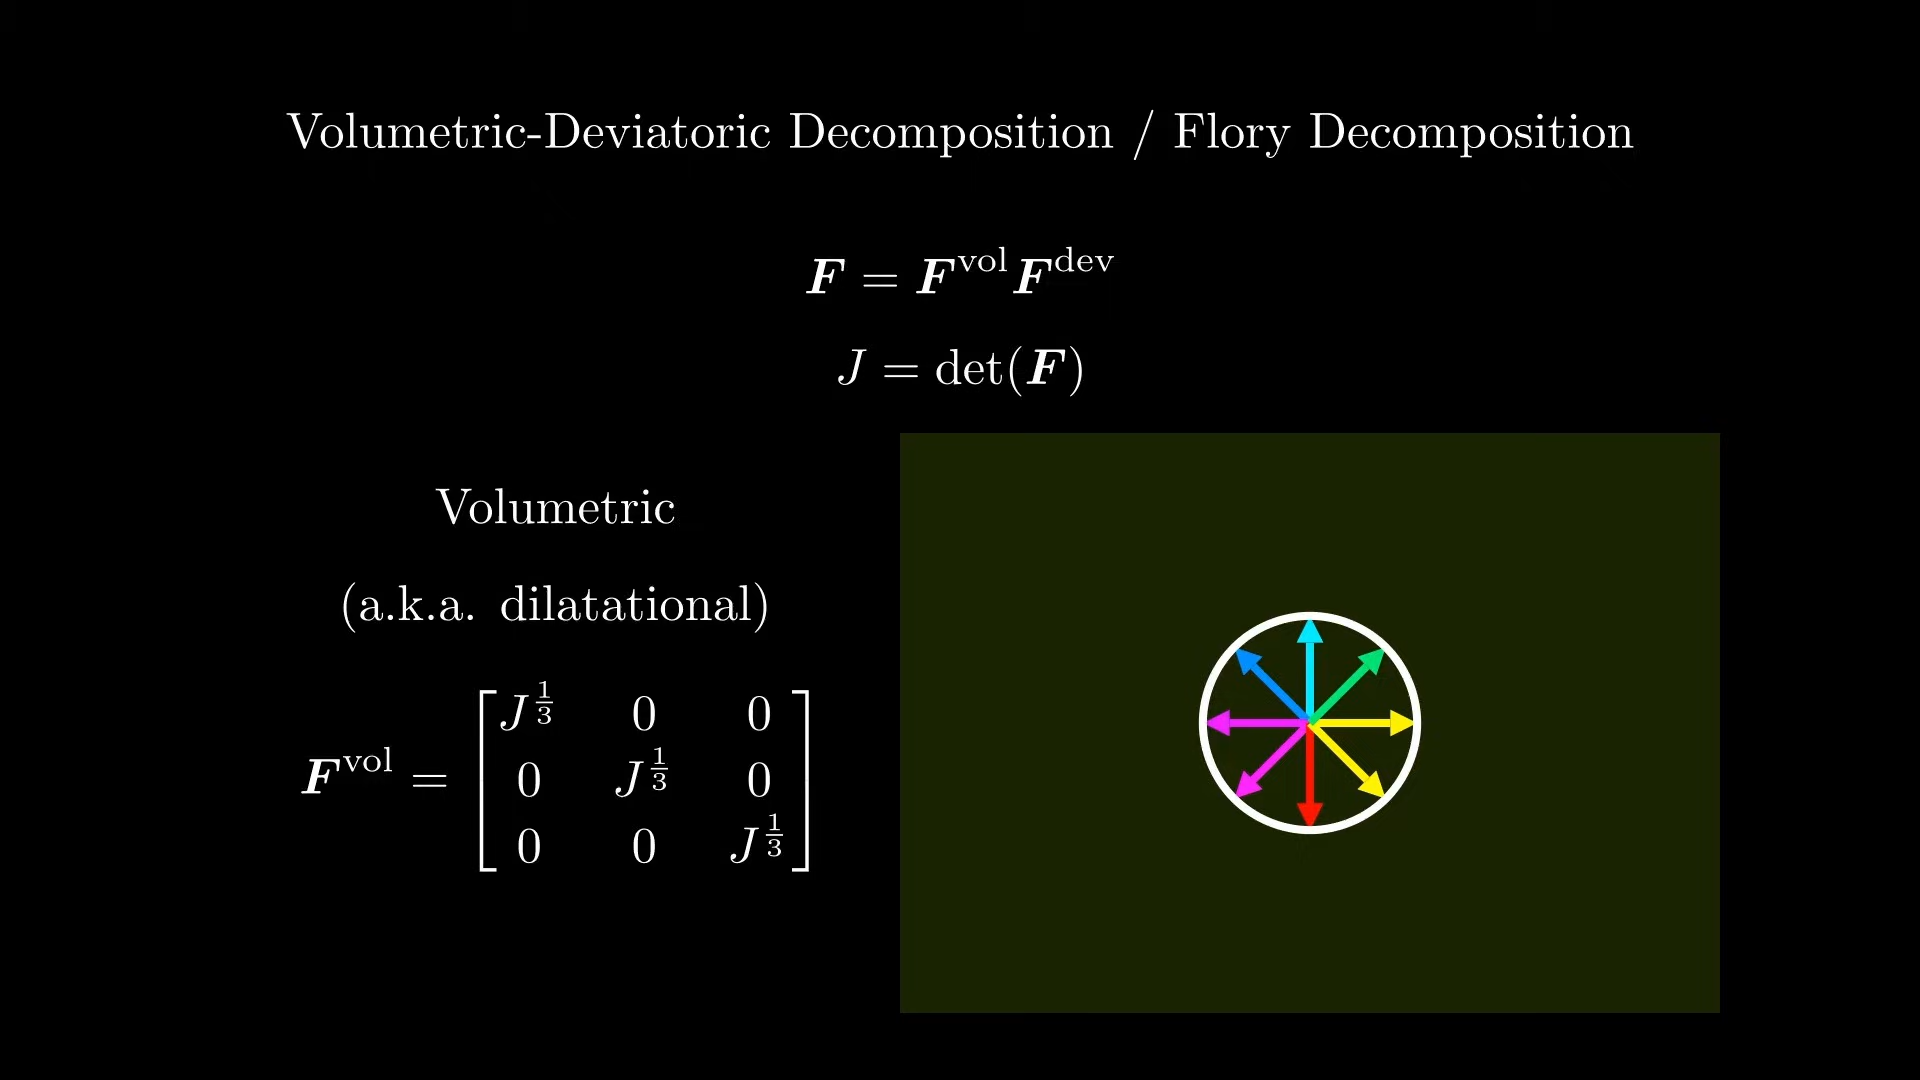 Volumetric-Deviatoric Decomposition / Flory Decomposition
𝑭 = 𝑭^vol 𝑭^dev
J = det(𝑭)
Volumetric
(a.k.a. dilatational)
𝑭^vol = [J^{1/3} 0 0
0 J^{1/3} 0
0 0 J^{1/3}]